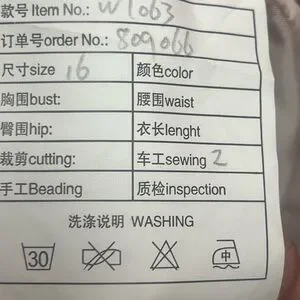 款号Item No.: W1063
订单号order No.: 809066
尺寸size 16 颜色color
胸围bust: 腰围waist
臀围hip: 衣长lenght
裁剪cutting: 车工sewing 2
手工Beading 质检inspection
洗涤说明 WASHING
30 中